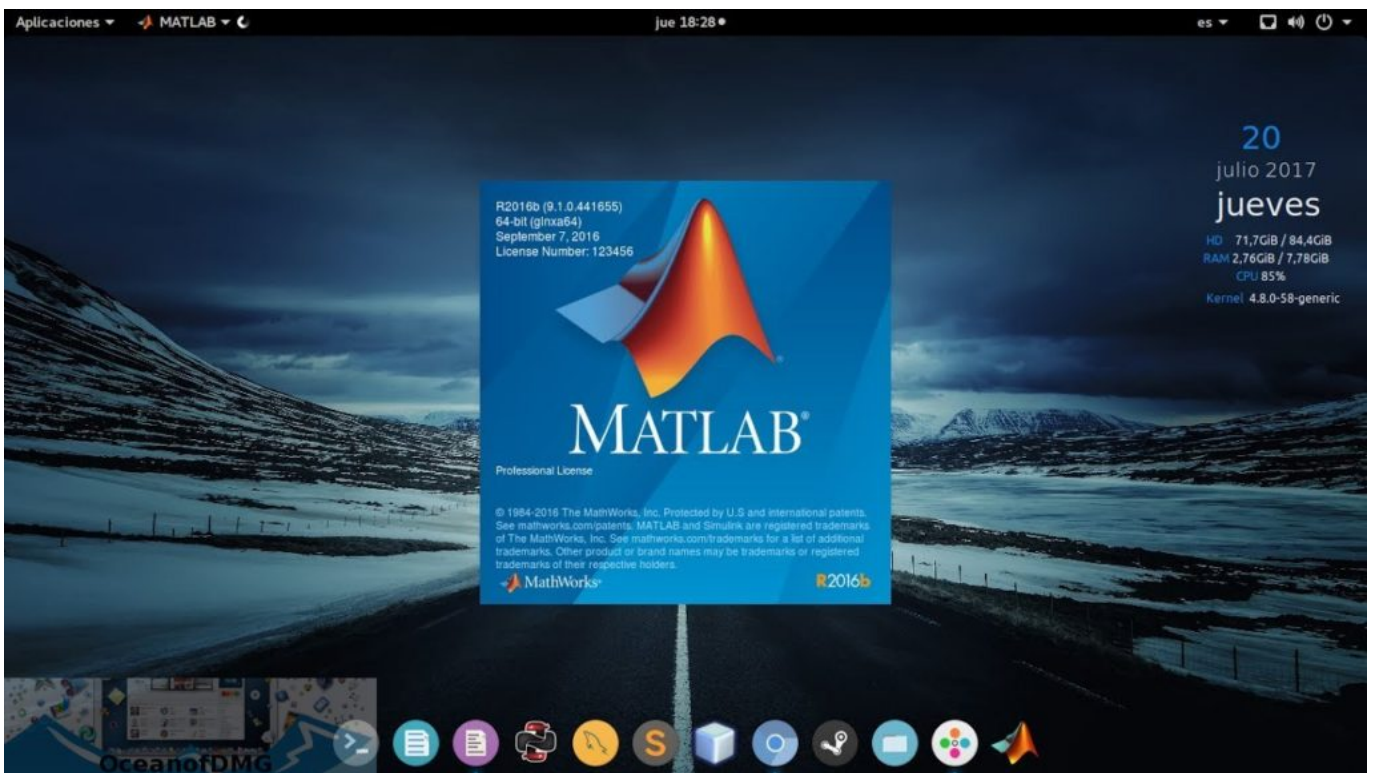 Aplicaciones MATLAB jue 18:28 es
20
julio 2017
jueves
HD 71,7GiB / 84,4GiB
RAM 2,76GiB / 7,78GiB
CPU 85%
Kernel 4.8.0-58-generic
R2016b (9.1.0.441655)
64-bit (glnxa64)
September 7, 2016
License Number: 123456
MATLAB®
Professional License
© 1984-2016 The MathWorks, Inc. Protected by U.S and international patents.
See mathworks.com/patents. MATLAB and Simulink are registered trademarks
of The MathWorks, Inc. See mathworks.com/trademarks for a list of additional
trademarks. Other product or brand names may be trademarks or registered
trademarks of their respective holders.
MathWorks® R2016b
S
OceanofDMG